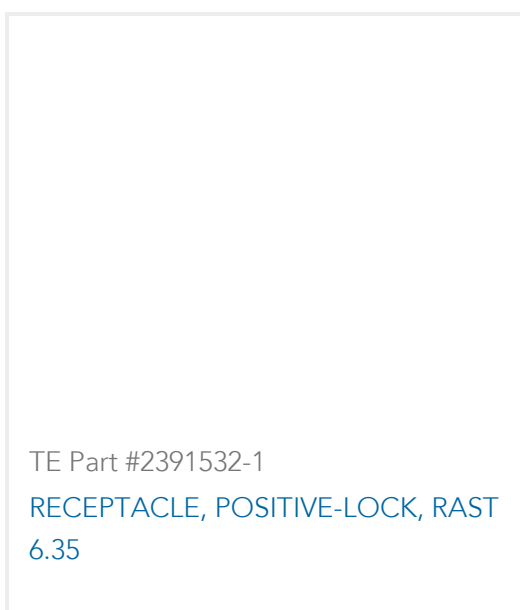 TE Part #2391532-1
RECEPTACLE, POSITIVE-LOCK, RAST
6.35